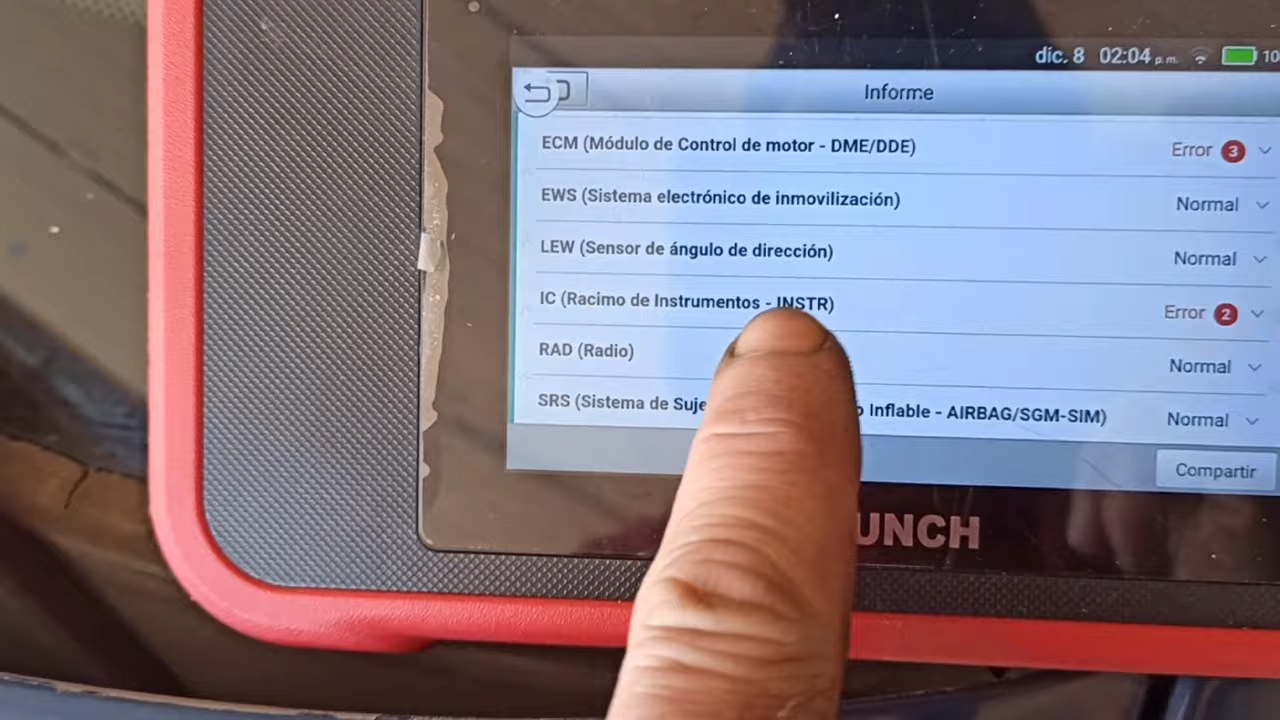 dic. 8 02:04 p.m. 10
Informe
ECM (Módulo de Control de motor - DME/DDE) Error 3
EWS (Sistema electrónico de inmovilización) Normal
LEW (Sensor de ángulo de dirección) Normal
IC (Racimo de Instrumentos - INSTR) Error 2
RAD (Radio) Normal
SRS (Sistema de Inflable - AIRBAG/SGM-SIM) Normal
Compartir
UNCH